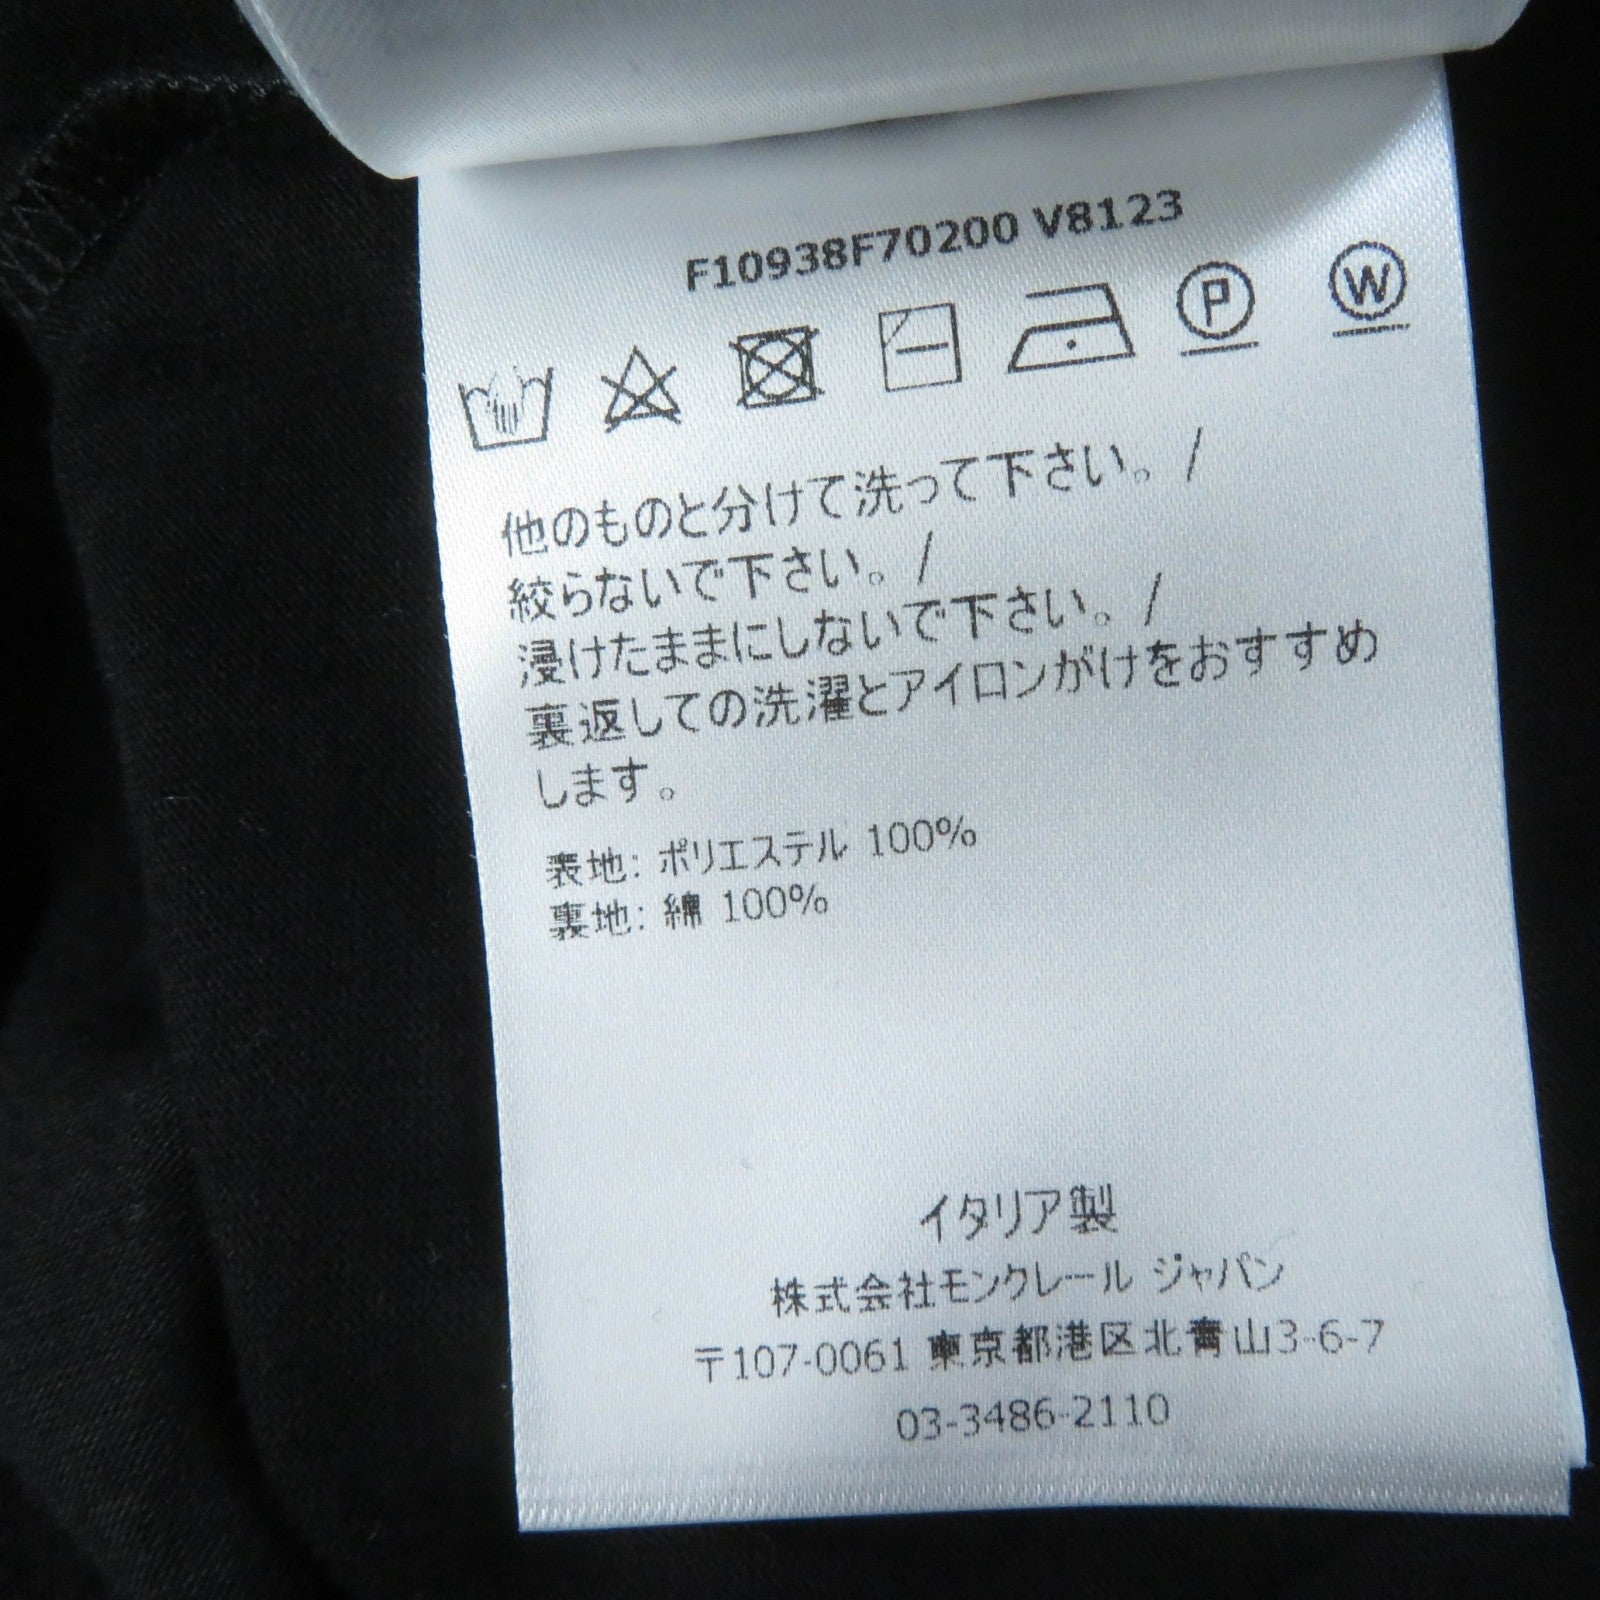 F10938F70200 V8123
P W
他のものと分けて洗って下さい。/
絞らないで下さい。/
浸けたままにしないで下さい。/
裏返しての洗濯とアイロンがけをおすすめ
します。
表地: ポリエステル 100%
裏地: 綿 100%
イタリア製
株式会社モンクレール ジャパン
〒107-0061 東京都港区北青山3-6-7
03-3486-2110